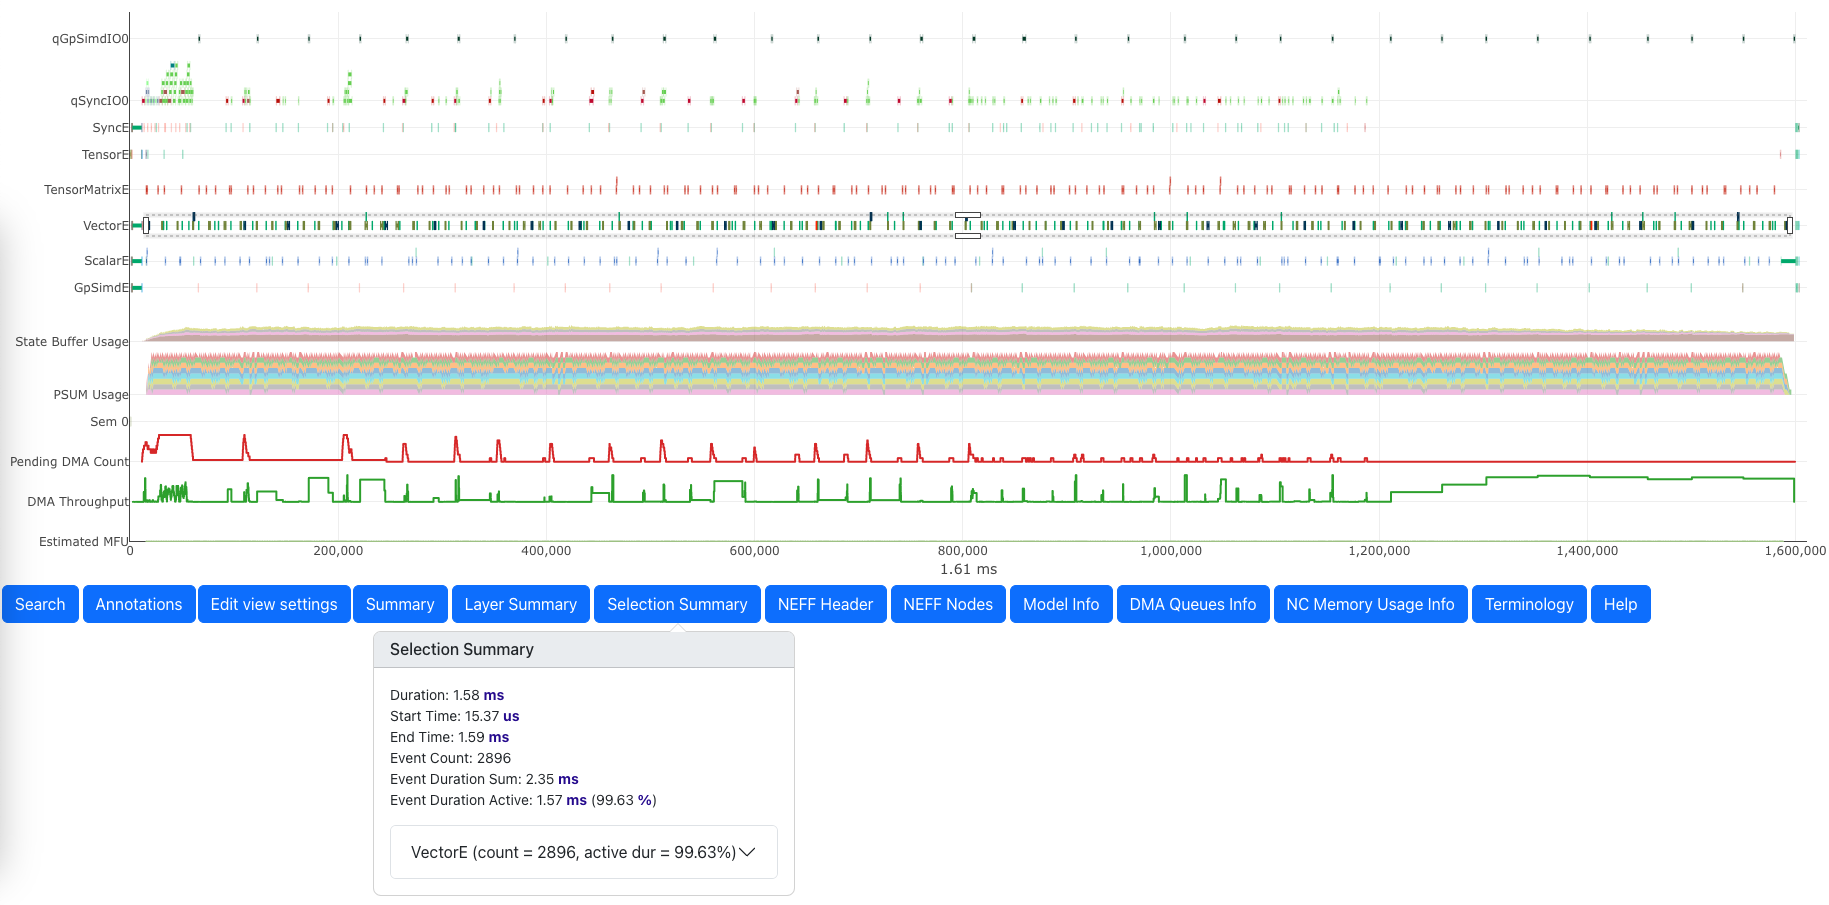 qGpSimdIO0
qSyncIO0
SyncE
TensorE
TensorMatrixE
VectorE
ScalarE
GpSimdE
State Buffer Usage
PSUM Usage
Sem 0
Pending DMA Count
DMA Throughput
Estimated MFU
0 200,000 400,000 600,000 800,000 1,000,000 1,200,000 1,400,000 1,600,000
1.61 ms
Search Annotations Edit view settings Summary Layer Summary Selection Summary NEFF Header NEFF Nodes Model Info DMA Queues Info NC Memory Usage Info Terminology Help
Selection Summary
Duration: 1.58 ms
Start Time: 15.37 us
End Time: 1.59 ms
Event Count: 2896
Event Duration Sum: 2.35 ms
Event Duration Active: 1.57 ms (99.63 %)
VectorE (count = 2896, active dur = 99.63%)